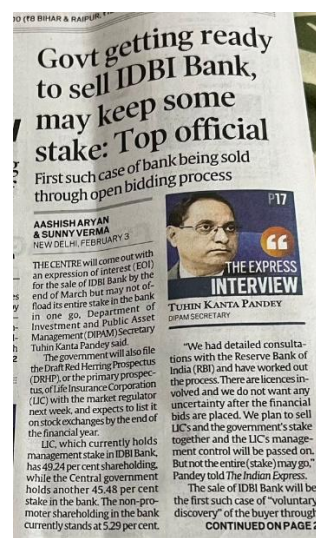 00 (₹8 BIHAR & RAIPUR,
Govt getting ready
to sell IDBI Bank,
may keep some
stake: Top official
First such case of bank being sold
through open bidding process
AASHISH ARYAN
& SUNNY VERMA
NEW DELHI, FEBRUARY 3
THE CENTRE will come out with
an expression of interest (EOI)
for the sale of IDBI Bank by the
end of March but may not of-
fload its entire stake in the bank
in one go, Department of
Investment and Public Asset
Management (DIPAM) Secretary
Tuhin Kanta Pandey said.
The government will also file
the Draft Red Herring Prospectus
(DRHP), or the primary prospec-
tus, of Life Insurance Corporation
(LIC) with the market regulator
next week, and expects to list it
on stock exchanges by the end of
the financial year.
LIC, which currently holds
management stake in IDBI Bank,
has 49.24 per cent shareholding,
while the Central government
holds another 45.48 per cent
stake in the bank. The non-pro-
moter shareholding in the bank
currently stands at 5.29 per cent.
P17
THE EXPRESS
INTERVIEW
TUHIN KANTA PANDEY
DIPAM SECRETARY
"We had detailed consulta-
tions with the Reserve Bank of
India (RBI) and have worked out
the process. There are licences in-
volved and we do not want any
uncertainty after the financial
bids are placed. We plan to sell
LIC's and the government's stake
together and the LIC's manage-
ment control will be passed on.
But not the entire (stake) may go,"
Pandey told The Indian Express.
The sale of IDBI Bank will be
the first such case of "voluntary
discovery" of the buyer through
CONTINUED ON PAGE 2